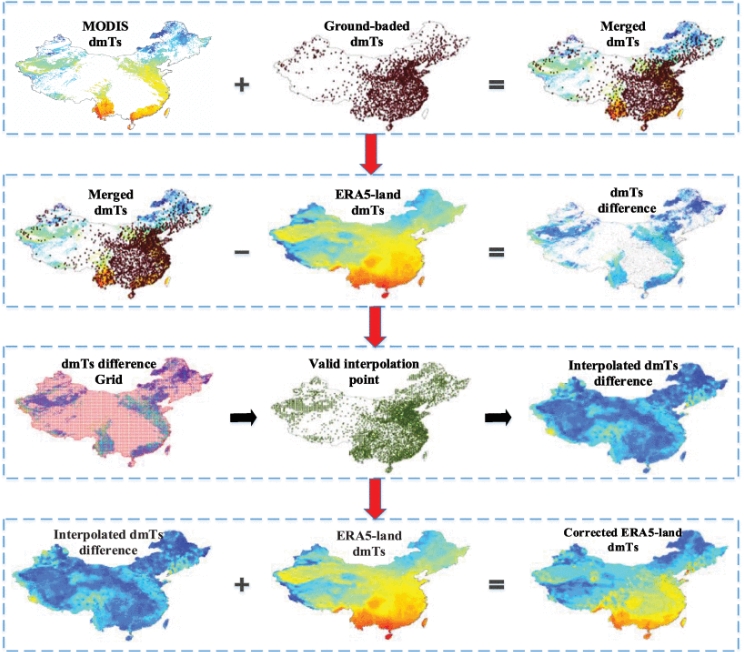 MODIS
dmTs
+
Ground-baded
dmTs
=
Merged
dmTs
Merged
dmTs
−
ERA5-land
dmTs
=
dmTs
difference
dmTs difference
Grid
Valid interpolation
point
Interpolated dmTs
difference
Interpolated dmTs
difference
+
ERA5-land
dmTs
=
Corrected ERA5-land
dmTs